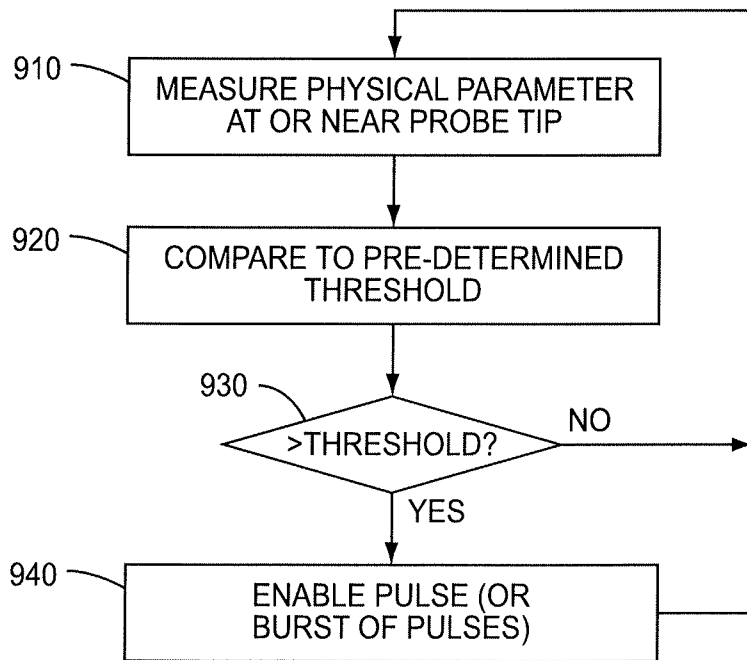 910
MEASURE PHYSICAL PARAMETER
AT OR NEAR PROBE TIP
920
COMPARE TO PRE-DETERMINED
THRESHOLD
930
>THRESHOLD?
NO
YES
940
ENABLE PULSE (OR
BURST OF PULSES)